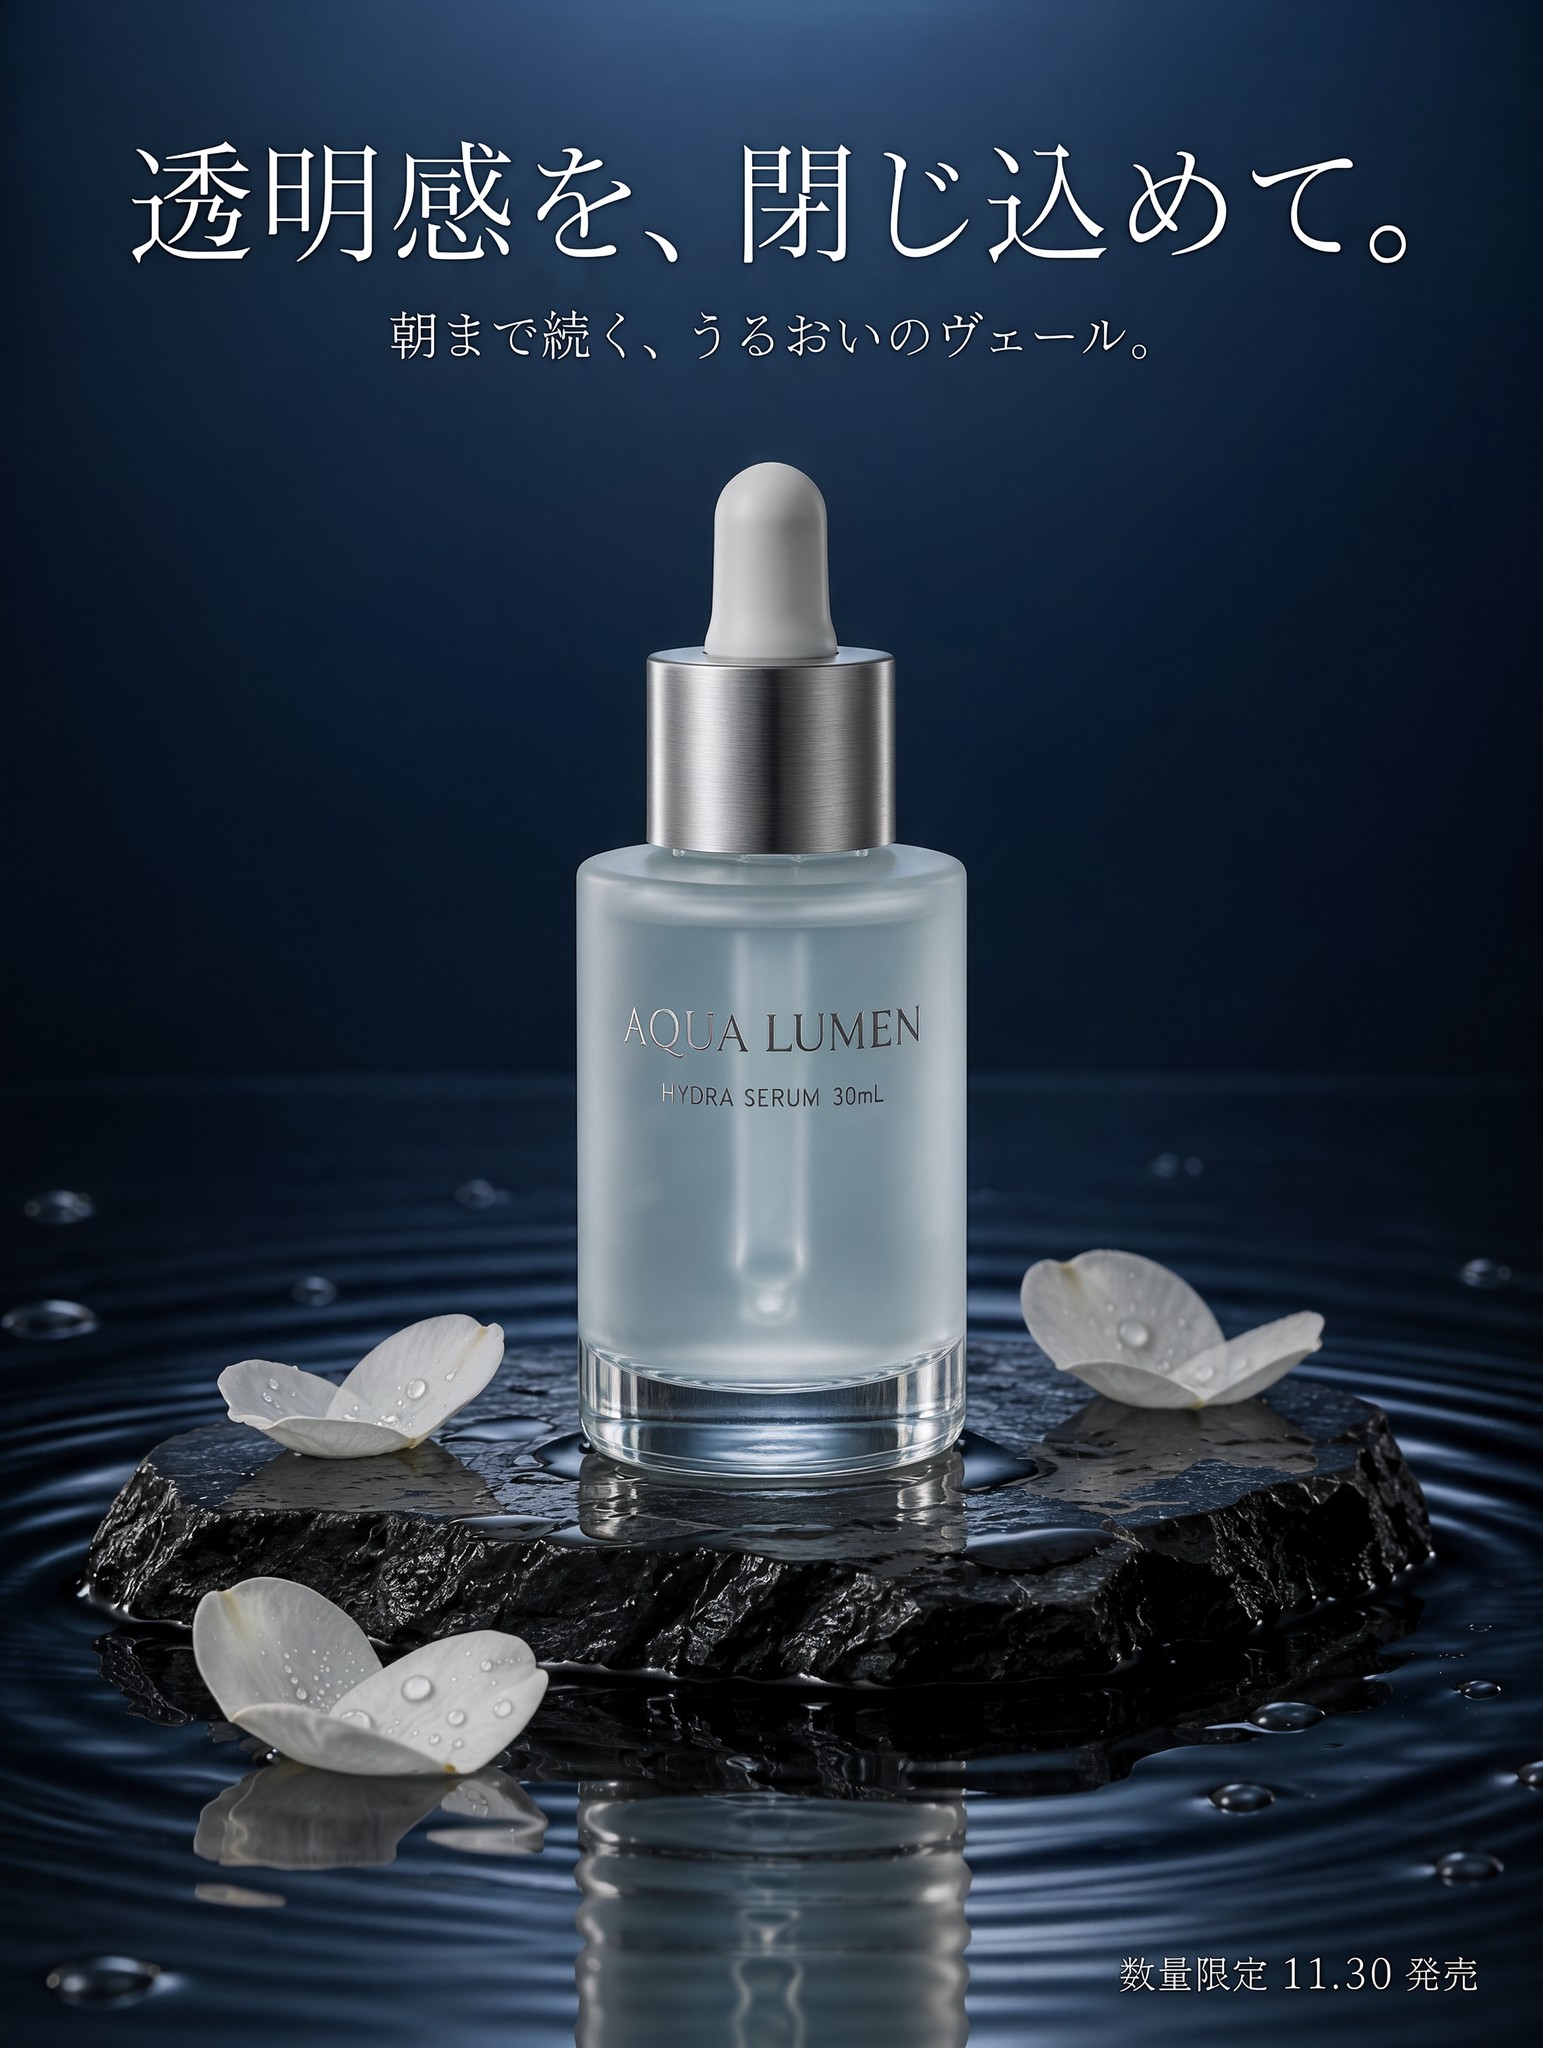 透明感を、閉じ込めて。
朝まで続く、うるおいのヴェール。
AQUA LUMEN
HYDRA SERUM 30mL
数量限定 11.30 発売